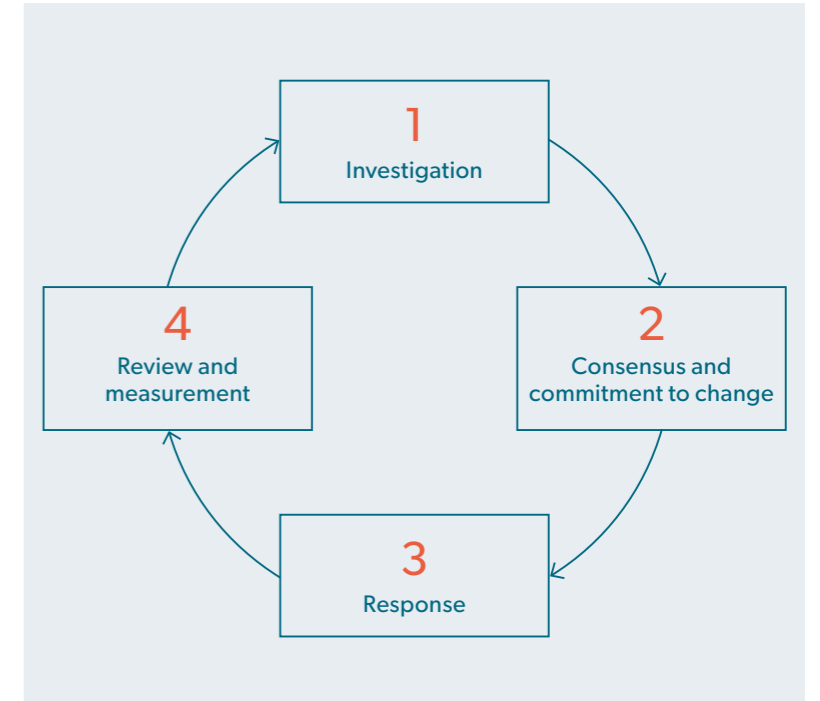 1
Investigation
2
Consensus and
commitment to change
3
Response
4
Review and
measurement